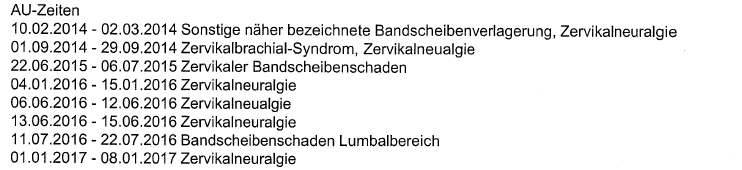 AU-Zeiten
10.02.2014 - 02.03.2014 Sonstige näher bezeichnete Bandscheibenverlagerung, Zervikalneuralgie
01.09.2014 - 29.09.2014 Zervikalbrachial-Syndrom, Zervikalneualgie
22.06.2015 - 06.07.2015 Zervikaler Bandscheibenschaden
04.01.2016 - 15.01.2016 Zervikalneuralgie
06.06.2016 - 12.06.2016 Zervikalneualgie
13.06.2016 - 15.06.2016 Zervikalneuralgie
11.07.2016 - 22.07.2016 Bandscheibenschaden Lumbalbereich
01.01.2017 - 08.01.2017 Zervikalneuralgie